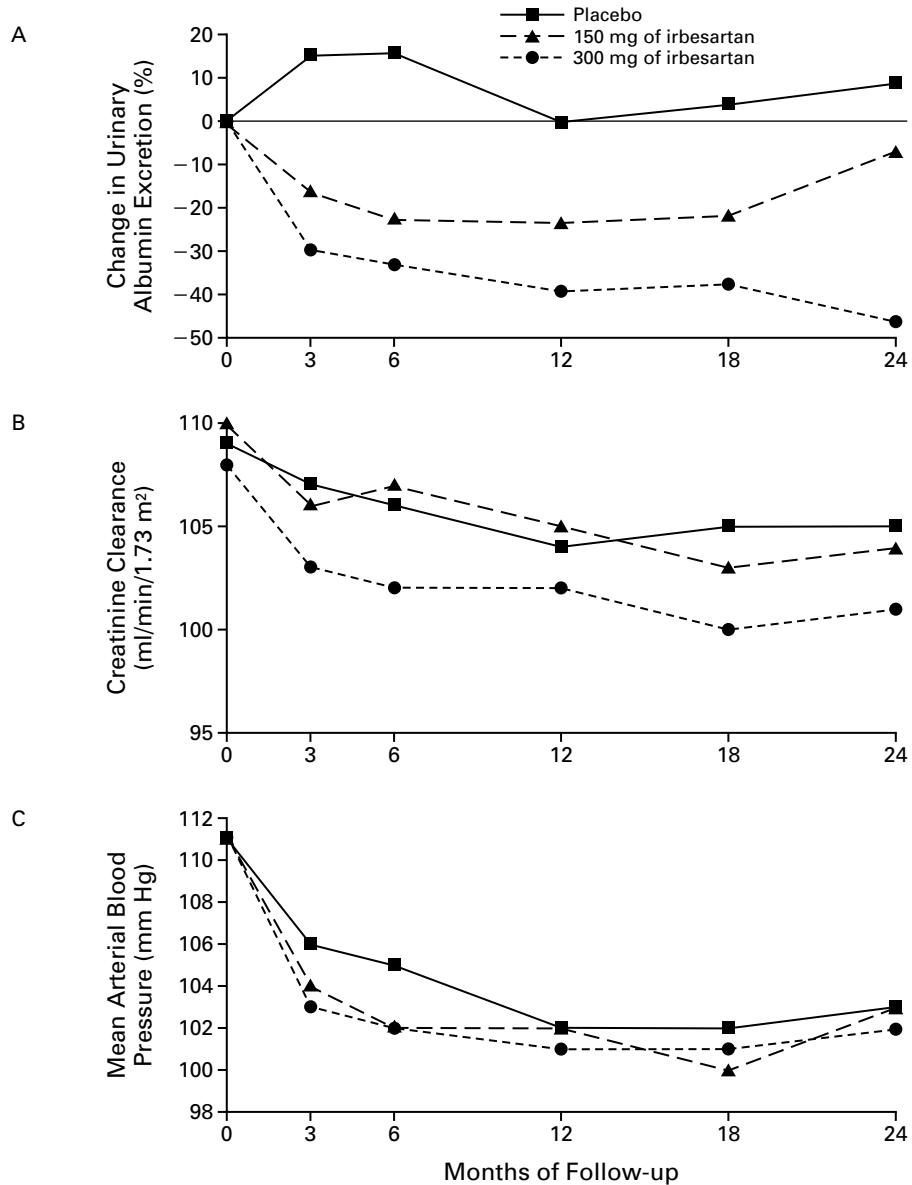 Placebo
150 mg of irbesartan
300 mg of irbesartan
A
Change in Urinary
Albumin Excretion (%)
20
10
0
−10
−20
−30
−40
−50
0 3 6 12 18 24
B
Creatinine Clearance
(ml/min/1.73 m²)
110
105
100
95
0 3 6 12 18 24
C
Mean Arterial Blood
Pressure (mm Hg)
112
110
108
106
104
102
100
98
0 3 6 12 18 24
Months of Follow-up